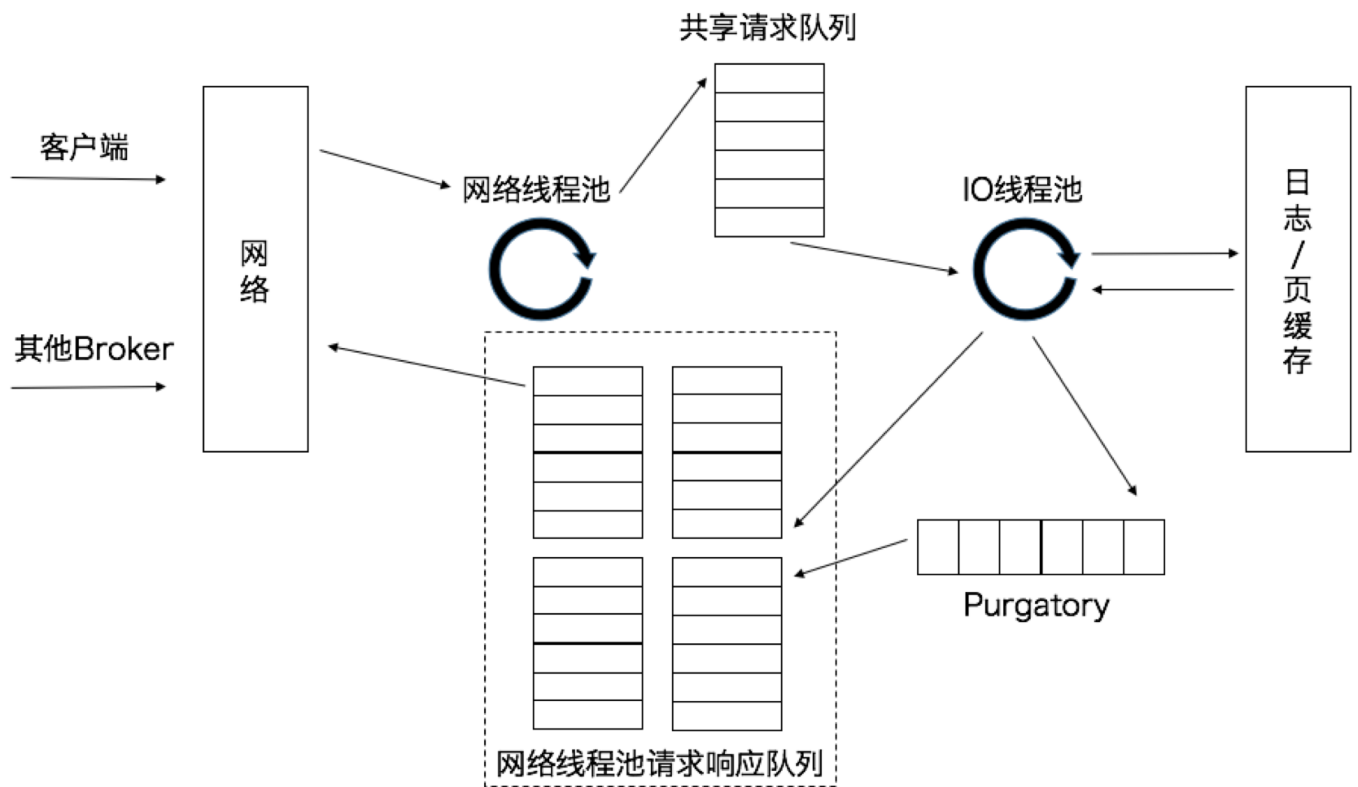 共享请求队列
客户端
网络线程池
IO线程池
网络
日志/页缓存
其他Broker
Purgatory
网络线程池请求响应队列